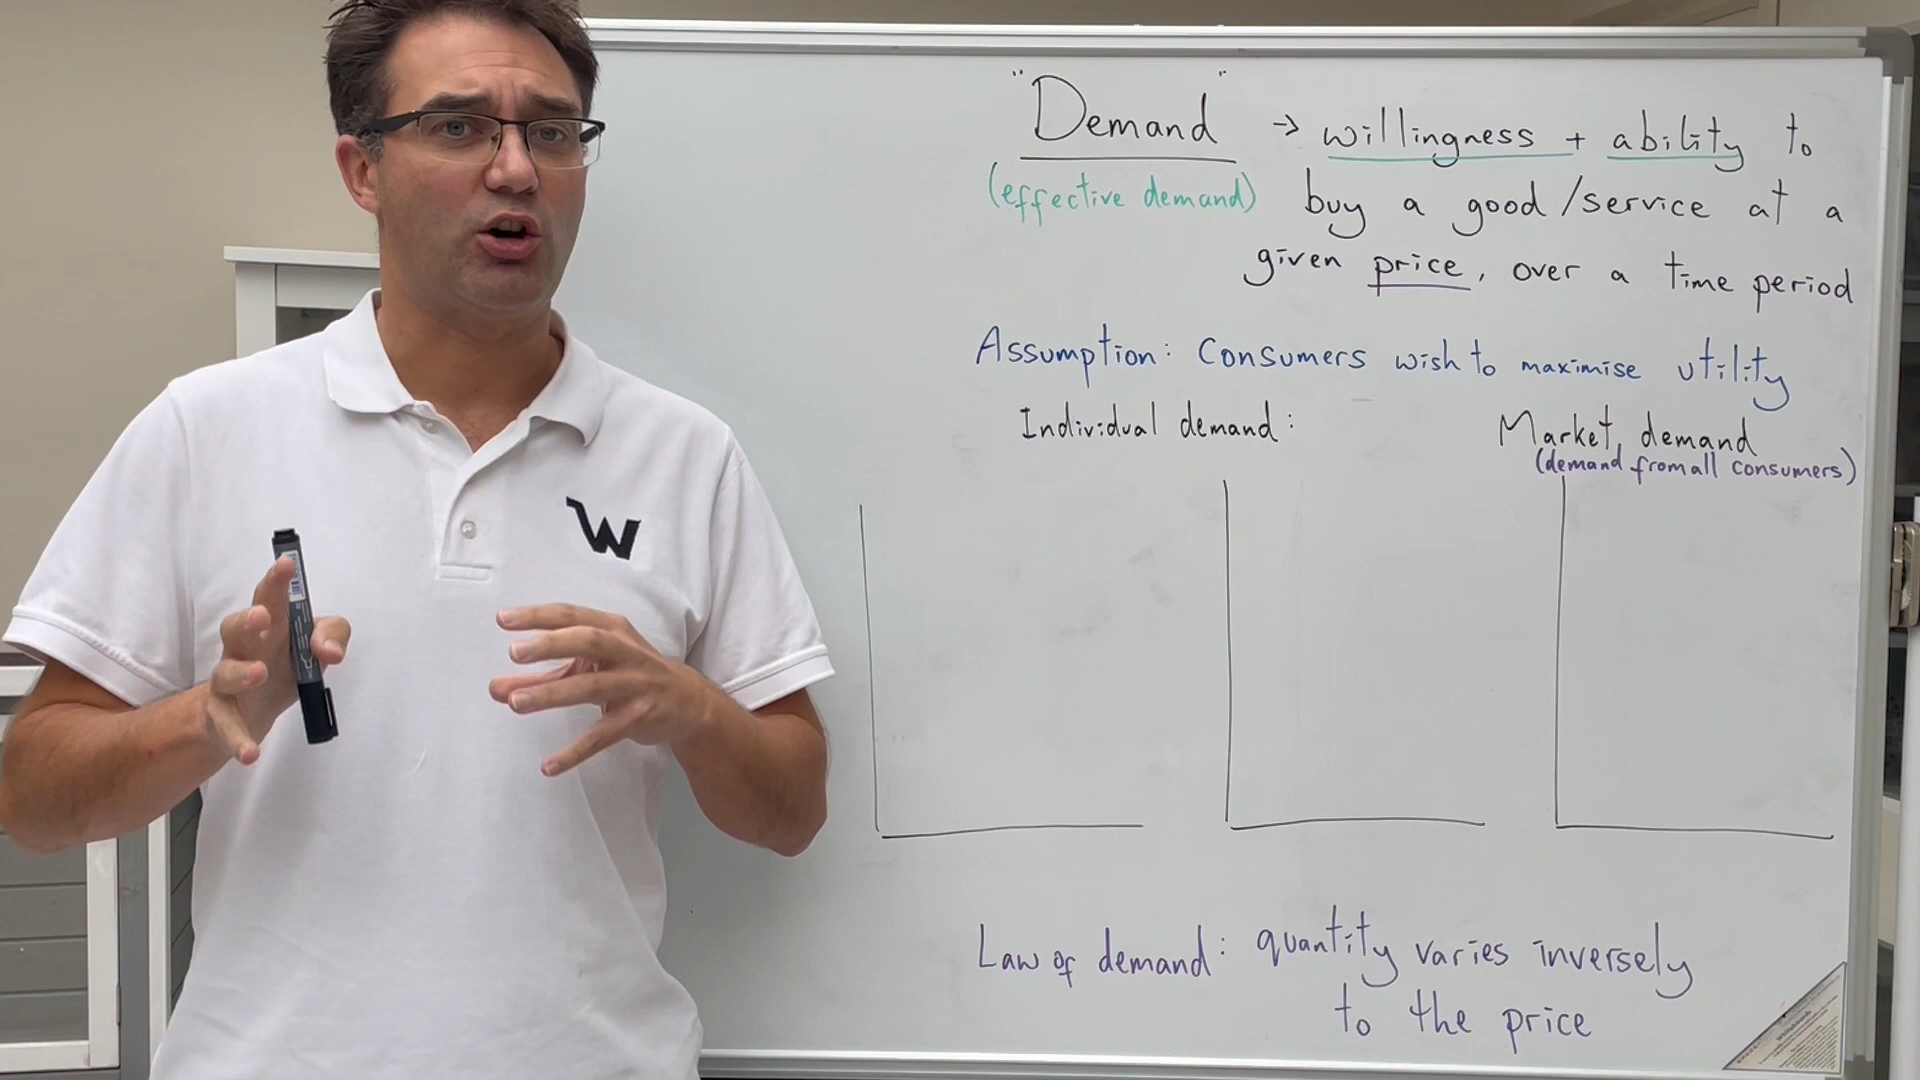 "Demand" → willingness + ability to
(effective demand) buy a good/service at a
given price, over a time period
Assumption: Consumers wish to maximise utility
Individual demand: Market demand
(demand from all consumers)
W
Law of demand: quantity varies inversely
to the price